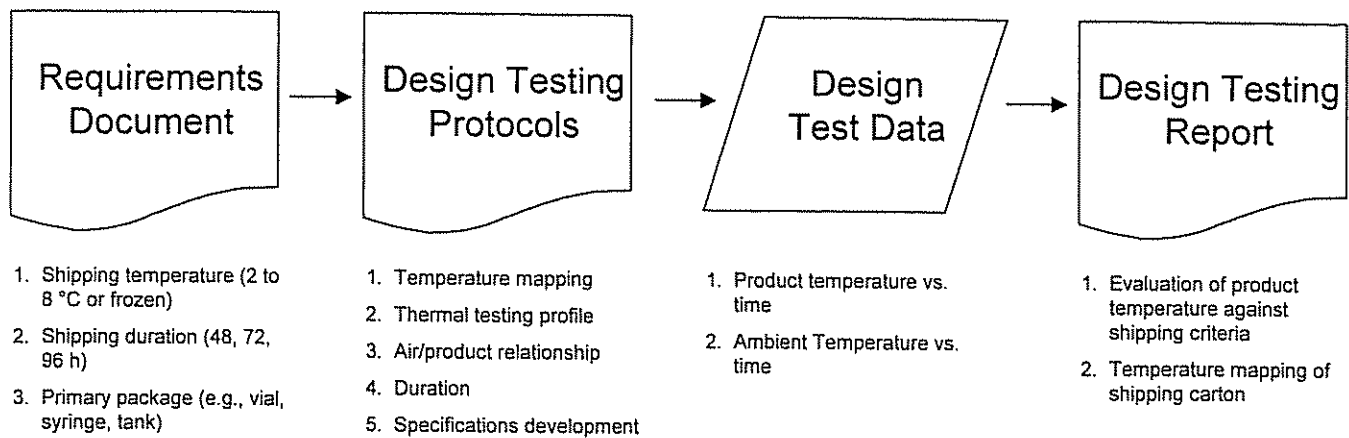 Requirements
Document
Design Testing
Protocols
Design
Test Data
Design Testing
Report
1. Shipping temperature (2 to
8 °C or frozen)
2. Shipping duration (48, 72,
96 h)
3. Primary package (e.g., vial,
syringe, tank)
1. Temperature mapping
2. Thermal testing profile
3. Air/product relationship
4. Duration
5. Specifications development
1. Product temperature vs.
time
2. Ambient Temperature vs.
time
1. Evaluation of product
temperature against
shipping criteria
2. Temperature mapping of
shipping carton